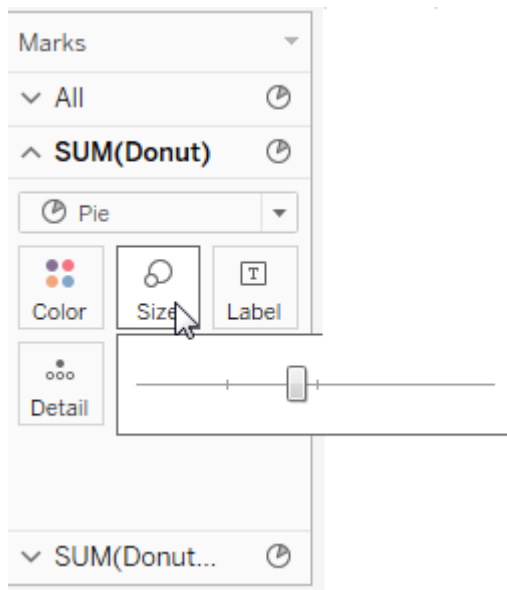 Marks
All
SUM(Donut)
Pie
Color Size Label
Detail
SUM(Donut...